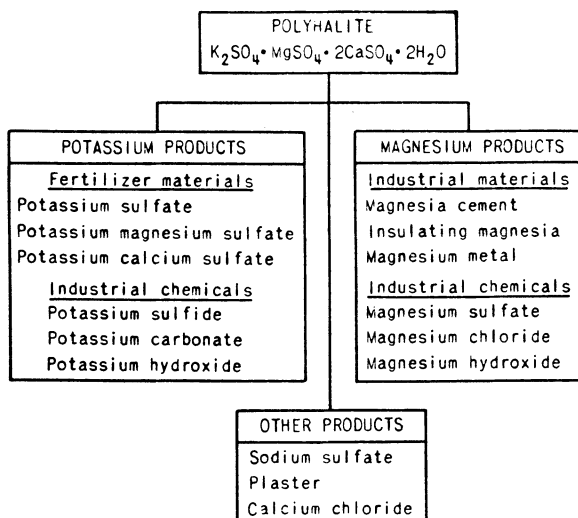 POLYHALITE
K₂SO₄• MgSO₄• 2CaSO₄• 2H₂O
POTASSIUM PRODUCTS
Fertilizer materials
Potassium sulfate
Potassium magnesium sulfate
Potassium calcium sulfate
Industrial chemicals
Potassium sulfide
Potassium carbonate
Potassium hydroxide
MAGNESIUM PRODUCTS
Industrial materials
Magnesia cement
Insulating magnesia
Magnesium metal
Industrial chemicals
Magnesium sulfate
Magnesium chloride
Magnesium hydroxide
OTHER PRODUCTS
Sodium sulfate
Plaster
Calcium chloride